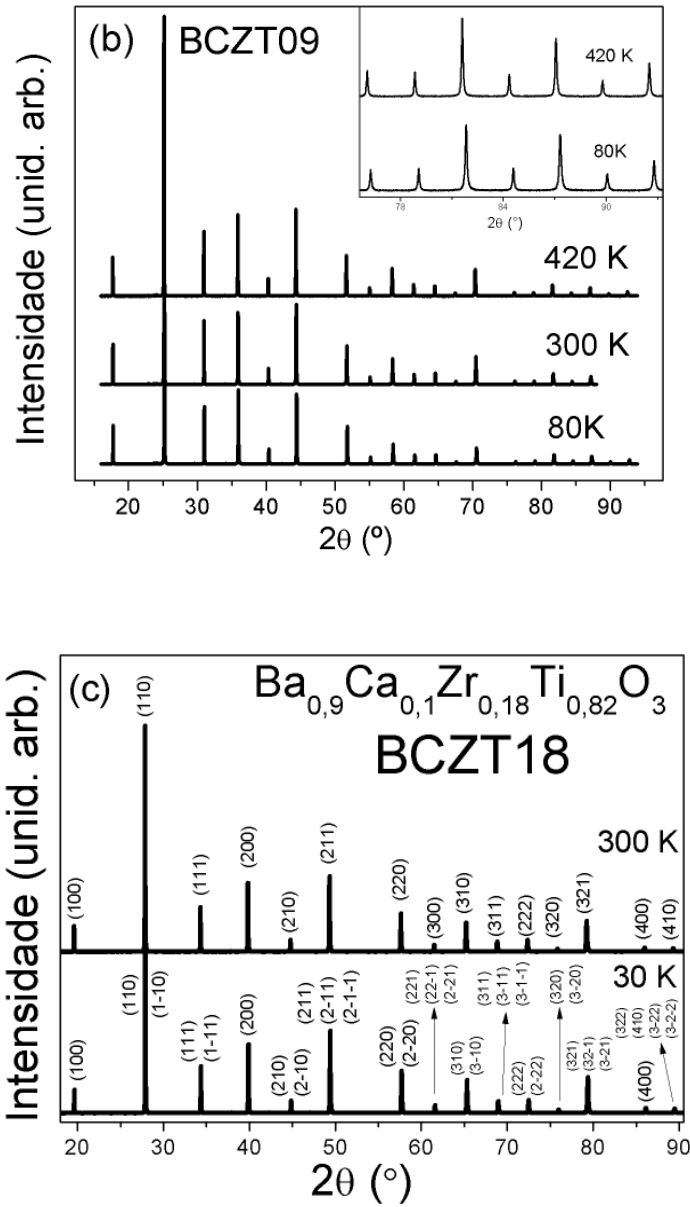 (b) BCZT09
Intensidade (unid. arb.)
420 K
80K
78 84 90
2θ (°)
420 K
300 K
80K
20 30 40 50 60 70 80 90
2θ (º)
(c) Ba0,9Ca0,1Zr0,18Ti0,82O3
BCZT18
Intensidade (unid. arb.)
300 K
(100)
(110)
(111)
(200)
(210)
(211)
(220)
(300)
(310)
(311)
(222)
(320)
(321)
(400)
(410)
30 K
(100)
(110)
(1-10)
(111)
(1-11)
(200)
(210)
(2-10)
(211)
(2-11)
(2-1-1)
(220)
(2-20)
(221)
(22-1)
(2-21)
(310)
(3-10)
(311)
(3-11)
(3-1-1)
(222)
(2-22)
(320)
(3-20)
(321)
(32-1)
(3-21)
(400)
(322)
(410)
(3-22)
(3-2-2)
20 30 40 50 60 70 80 90
2θ (°)